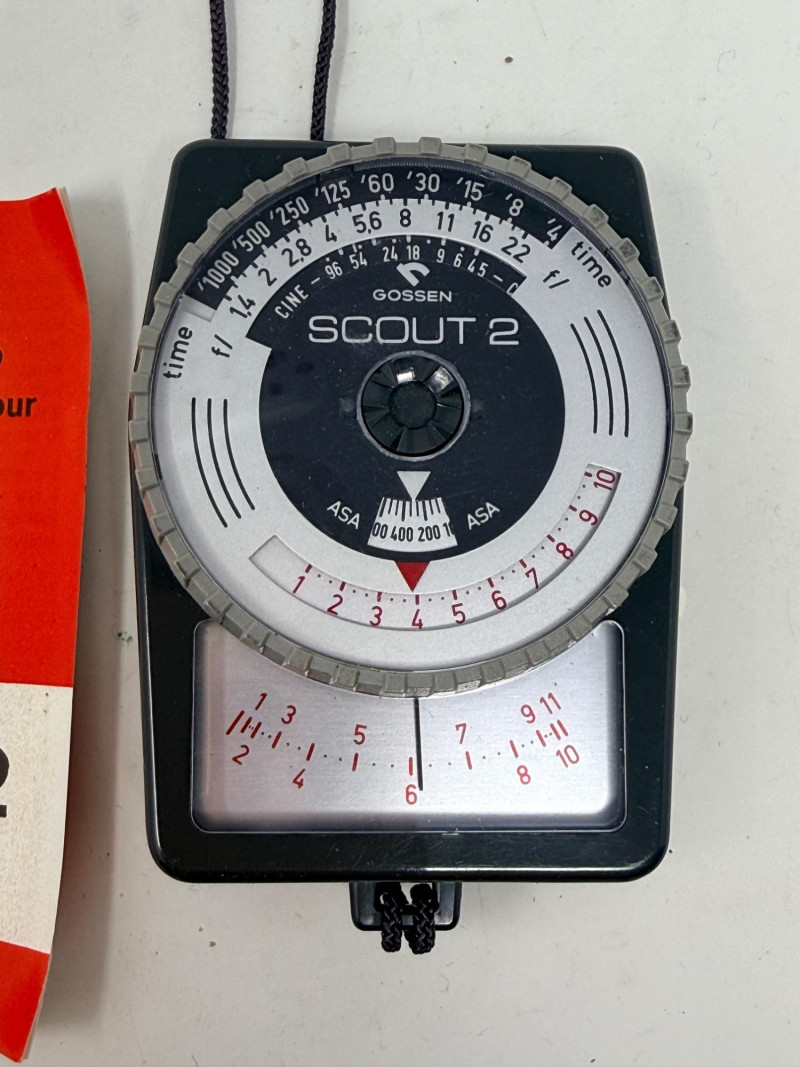 '1000 '500 '250 '125 '60 '30 '15 '8 '4
time
time
f/ 1,4 2 2,8 4 5,6 8 11 16 22 f/
CINE – 96 54 24 18 9 6 4 5 –
GOSSEN
SCOUT 2
ASA 00 400 200 1 ASA
1 2 3 4 5 6 7 8 9 10
1 3 5 7 9 11
2 4 6 8 10
our